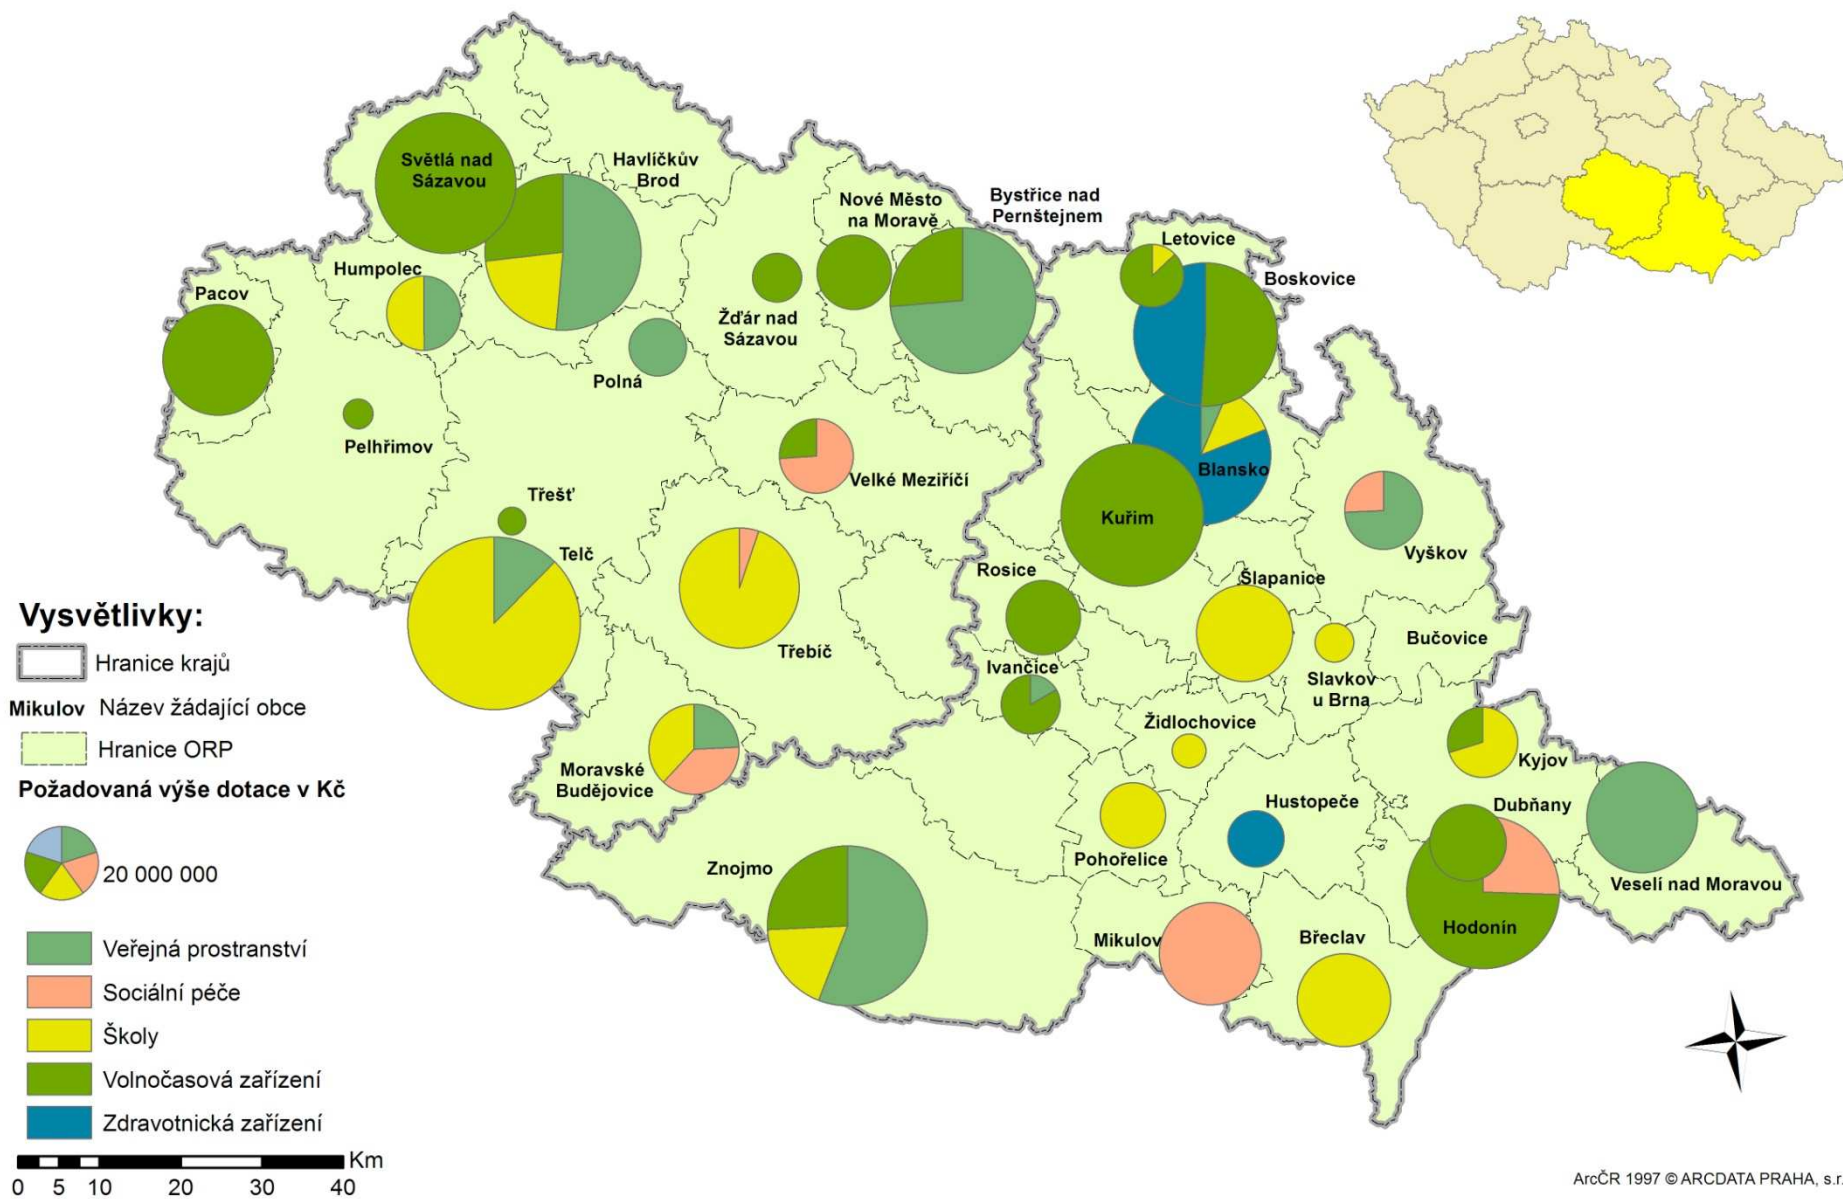 Světlá nad
Sázavou
Havlíčkův
Brod
Nové Město
na Moravě
Bystřice nad
Pernštejnem
Letovice
Boskovice
Humpolec
Pacov
Žďár nad
Sázavou
Polná
Pelhřimov
Velké Meziříčí
Blansko
Třešť
Kuřim
Vyškov
Telč
Rosice
Šlapanice
Třebíč
Bučovice
Ivančice
Slavkov
u Brna
Židlochovice
Kyjov
Moravské
Budějovice
Hustopeče
Dubňany
Pohořelice
Znojmo
Veselí nad Moravou
Hodonín
Mikulov
Břeclav
Vysvětlivky:
Hranice krajů
Mikulov Název žádající obce
Hranice ORP
Požadovaná výše dotace v Kč
20 000 000
Veřejná prostranství
Sociální péče
Školy
Volnočasová zařízení
Zdravotnická zařízení
Km
0 5 10 20 30 40
ArcČR 1997 © ARCDATA PRAHA, s.r.